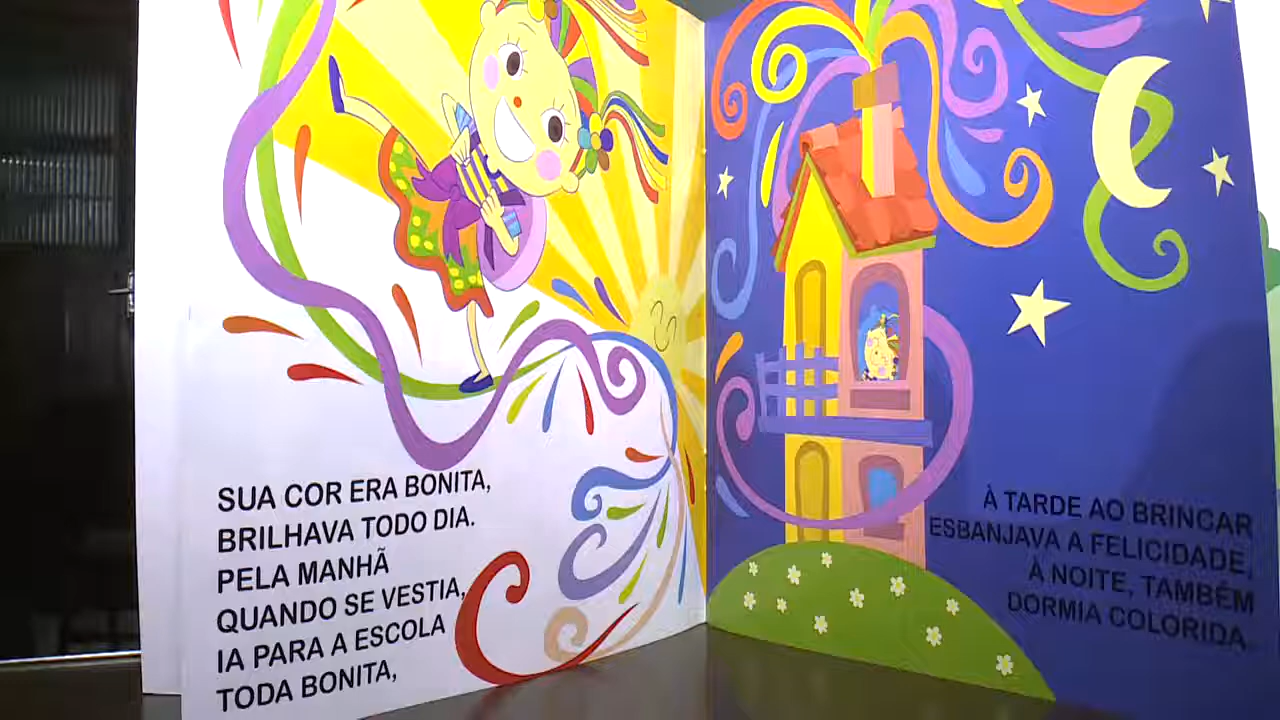 SUA COR ERA BONITA,
BRILHAVA TODO DIA.
PELA MANHÃ
QUANDO SE VESTIA,
IA PARA A ESCOLA
TODA BONITA,
À TARDE AO BRINCAR
ESBANJAVA A FELICIDADE,
À NOITE, TAMBÉM
DORMIA COLORIDA.